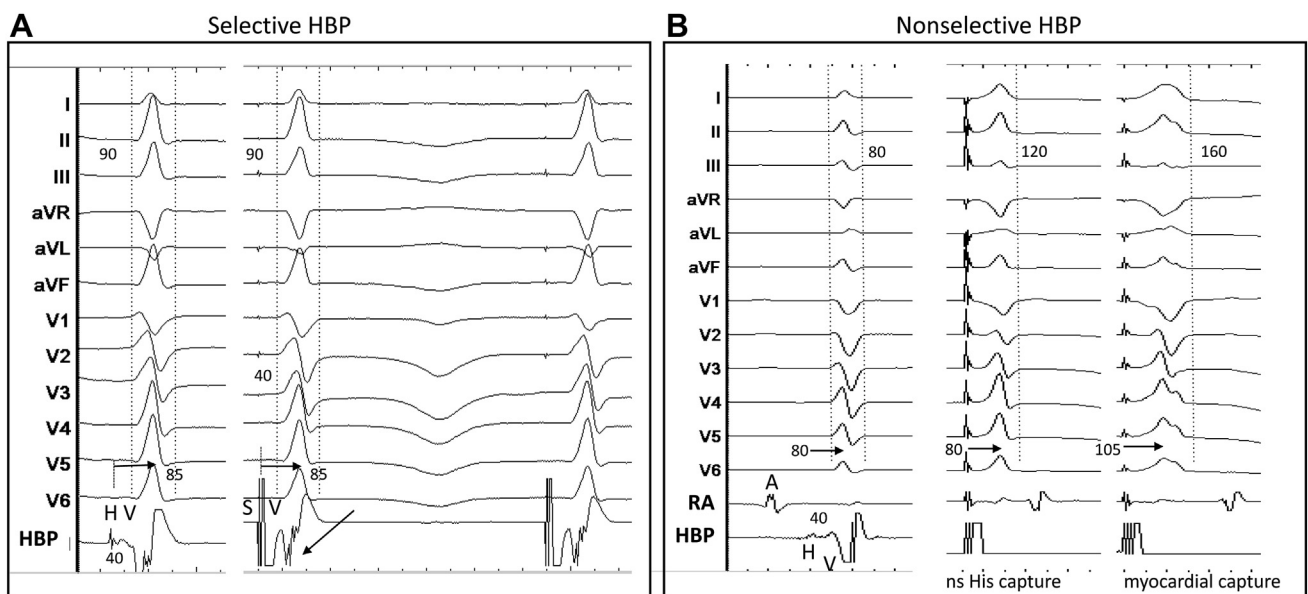 A Selective HBP
I
II
90 90
III
aVR
aVL
aVF
V1
V2
40
V3
V4
V5
85 85
V6
H V S V
HBP
40
B Nonselective HBP
I
II
80 120 160
III
aVR
aVL
aVF
V1
V2
V3
V4
V5
80 80 105
V6
A
RA
40
HBP
H
V
ns His capture myocardial capture